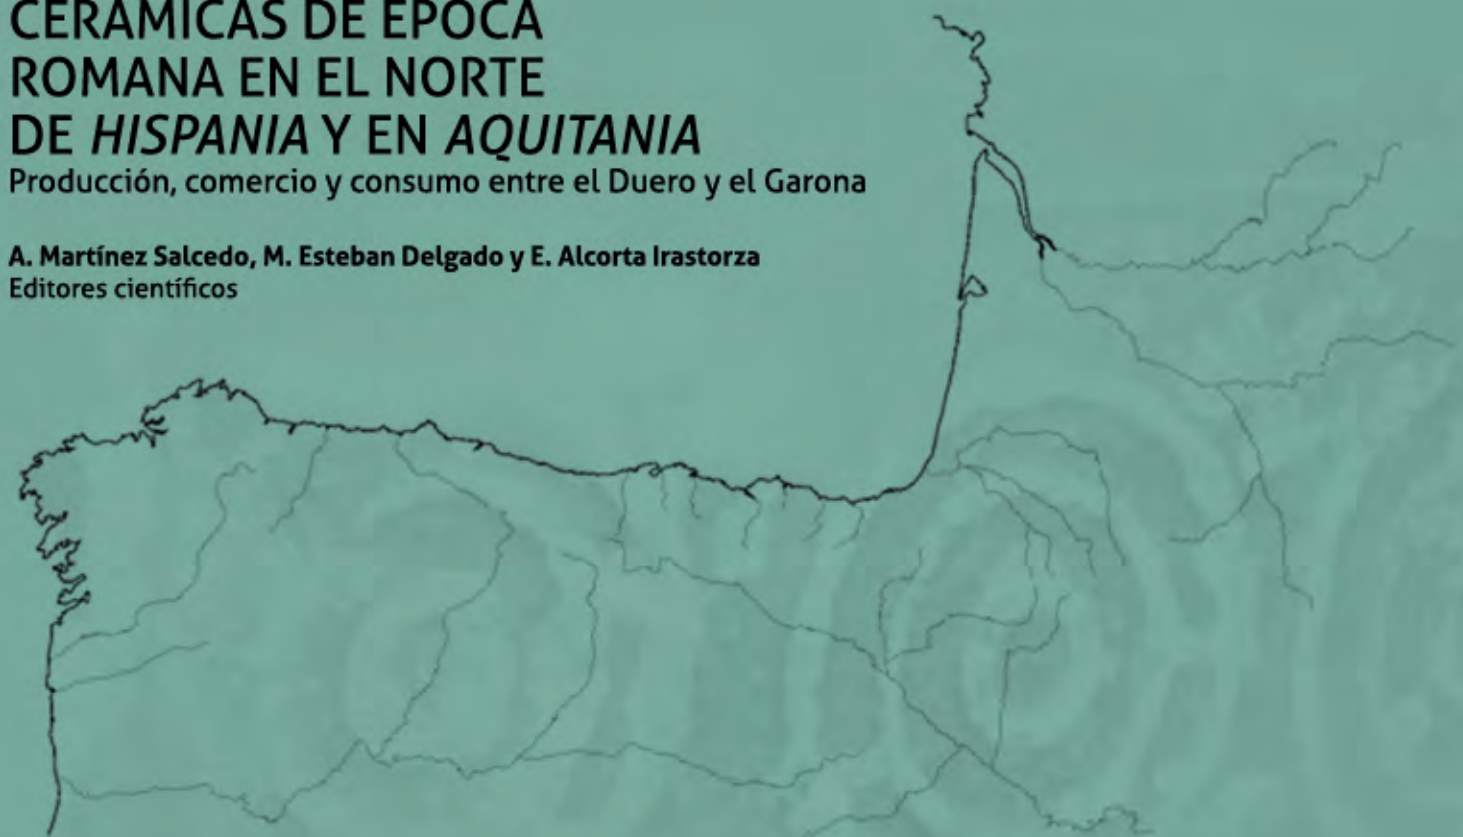 CERÁMICAS DE ÉPOCA
ROMANA EN EL NORTE
DE HISPANIA Y EN AQUITANIA
Producción, comercio y consumo entre el Duero y el Garona
A. Martínez Salcedo, M. Esteban Delgado y E. Alcorta Irastorza
Editores científicos